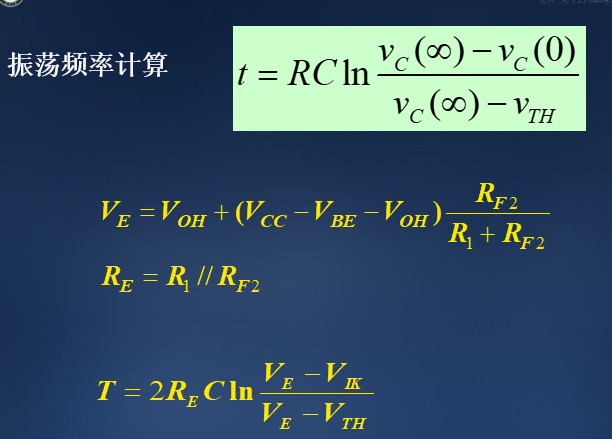 振荡频率计算
t = RC ln \frac{v_C(∞) − v_C(0)}{v_C(∞) − v_{TH}}
V_E = V_{OH} + (V_{CC} − V_{BE} − V_{OH}) \frac{R_{F2}}{R_1 + R_{F2}}
R_E = R_1 // R_{F2}
T = 2R_E C ln \frac{V_E − V_{IK}}{V_E − V_{TH}}